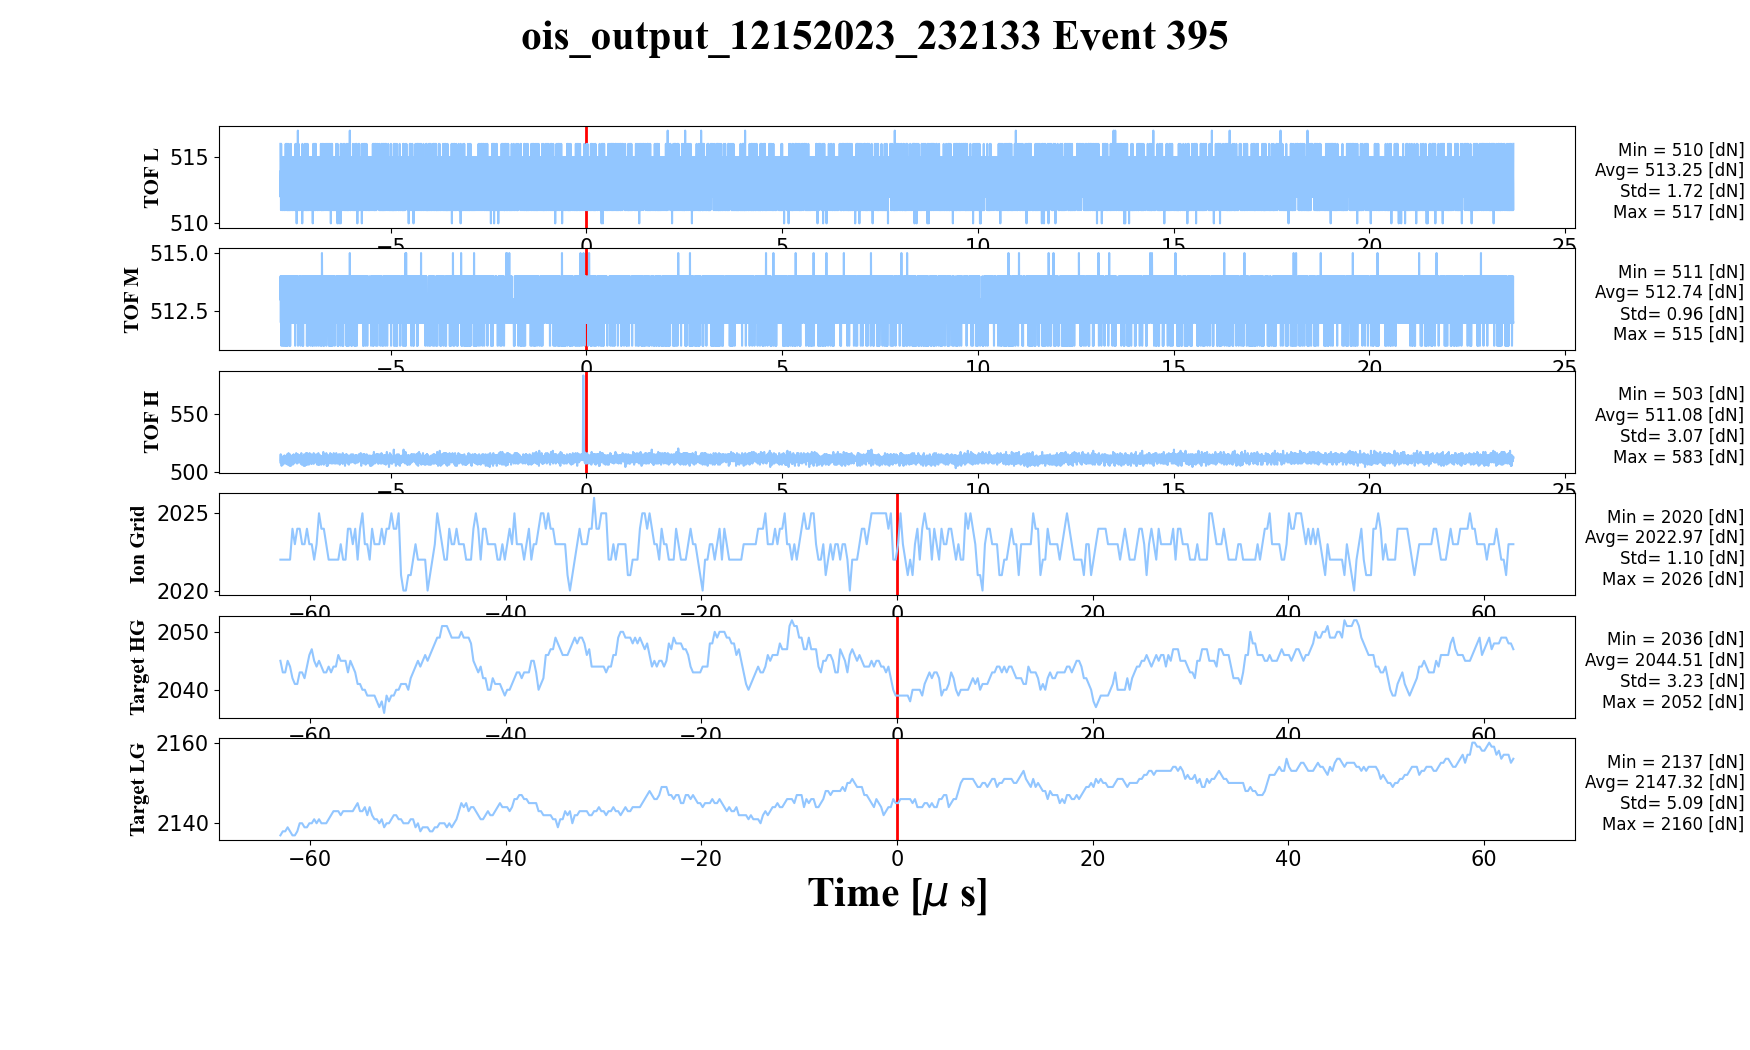 ois_output_12152023_232133 Event 395
TOF L
515
510
−5
0
5
10
15
20
25
Min = 510 [dN]
Avg= 513.25 [dN]
Std= 1.72 [dN]
Max = 517 [dN]
TOF M
515.0
512.5
−5
0
5
10
15
20
25
Min = 511 [dN]
Avg= 512.74 [dN]
Std= 0.96 [dN]
Max = 515 [dN]
TOF H
550
500
−5
0
5
10
15
20
25
Min = 503 [dN]
Avg= 511.08 [dN]
Std= 3.07 [dN]
Max = 583 [dN]
Ion Grid
2025
2020
−60
−40
−20
0
20
40
60
Min = 2020 [dN]
Avg= 2022.97 [dN]
Std= 1.10 [dN]
Max = 2026 [dN]
Target HG
2050
2040
−60
−40
−20
0
20
40
60
Min = 2036 [dN]
Avg= 2044.51 [dN]
Std= 3.23 [dN]
Max = 2052 [dN]
Target LG
2160
2140
−60
−40
−20
0
20
40
60
Min = 2137 [dN]
Avg= 2147.32 [dN]
Std= 5.09 [dN]
Max = 2160 [dN]
Time [μ s]